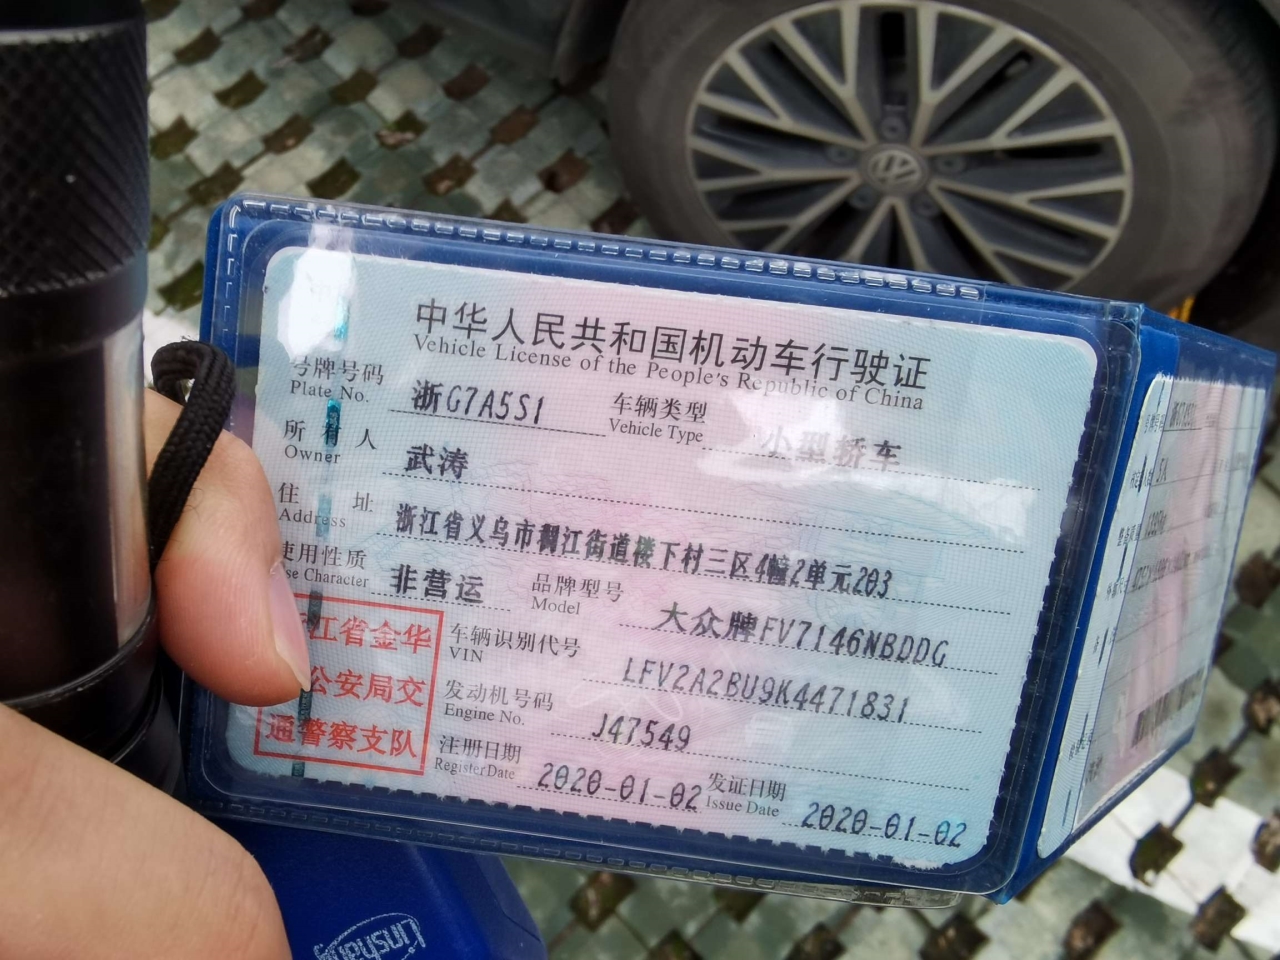 中华人民共和国机动车行驶证
Vehicle License of the People's Republic of China
号牌号码 浙G7A5S1 车辆类型 小型轿车
Plate No. Vehicle Type
所有人 武涛
Owner
住址 浙江省义乌市稠江街道楼下村三区4幢2单元203
Address
使用性质 非营运 品牌型号 大众牌FV7146NBDDG
se Character Model
江省金华
公安局交
通警察支队
车辆识别代号 LFV2A2BU9K4471831
VIN
发动机号码 J47549
Engine No.
注册日期 2020-01-02 发证日期 2020-01-02
Register Date Issue Date
Linshang